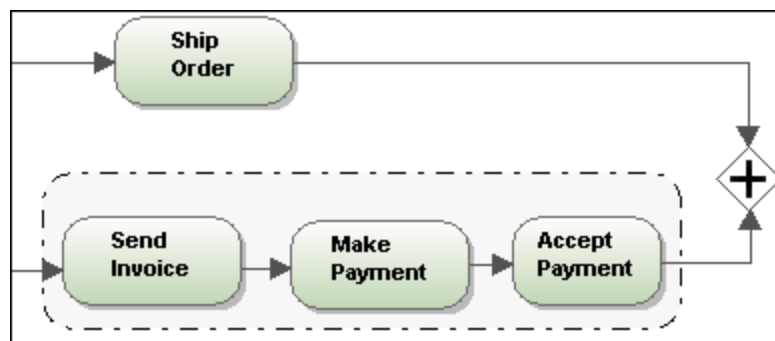 Ship
Order
Send
Invoice
Make
Payment
Accept
Payment